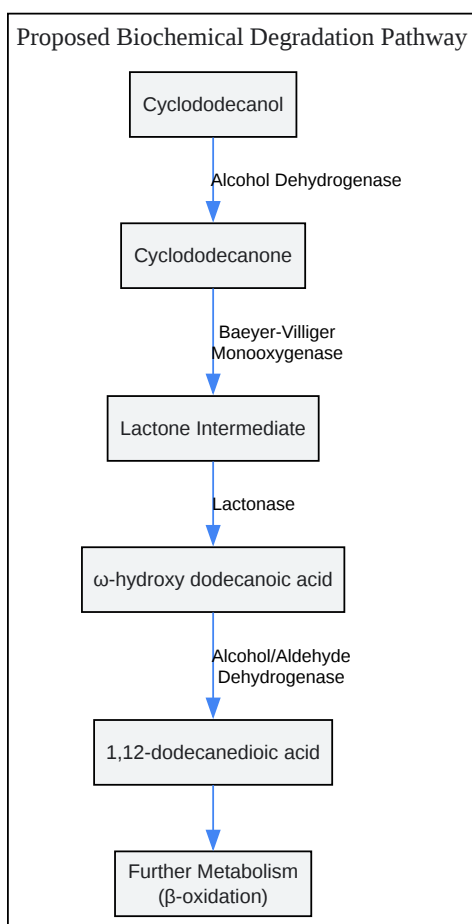 Proposed Biochemical Degradation Pathway
Cyclododecanol
Alcohol Dehydrogenase
Cyclododecanone
Baeyer-Villiger
Monooxygenase
Lactone Intermediate
Lactonase
ω-hydroxy dodecanoic acid
Alcohol/Aldehyde
Dehydrogenase
1,12-dodecanedioic acid
Further Metabolism
(β-oxidation)